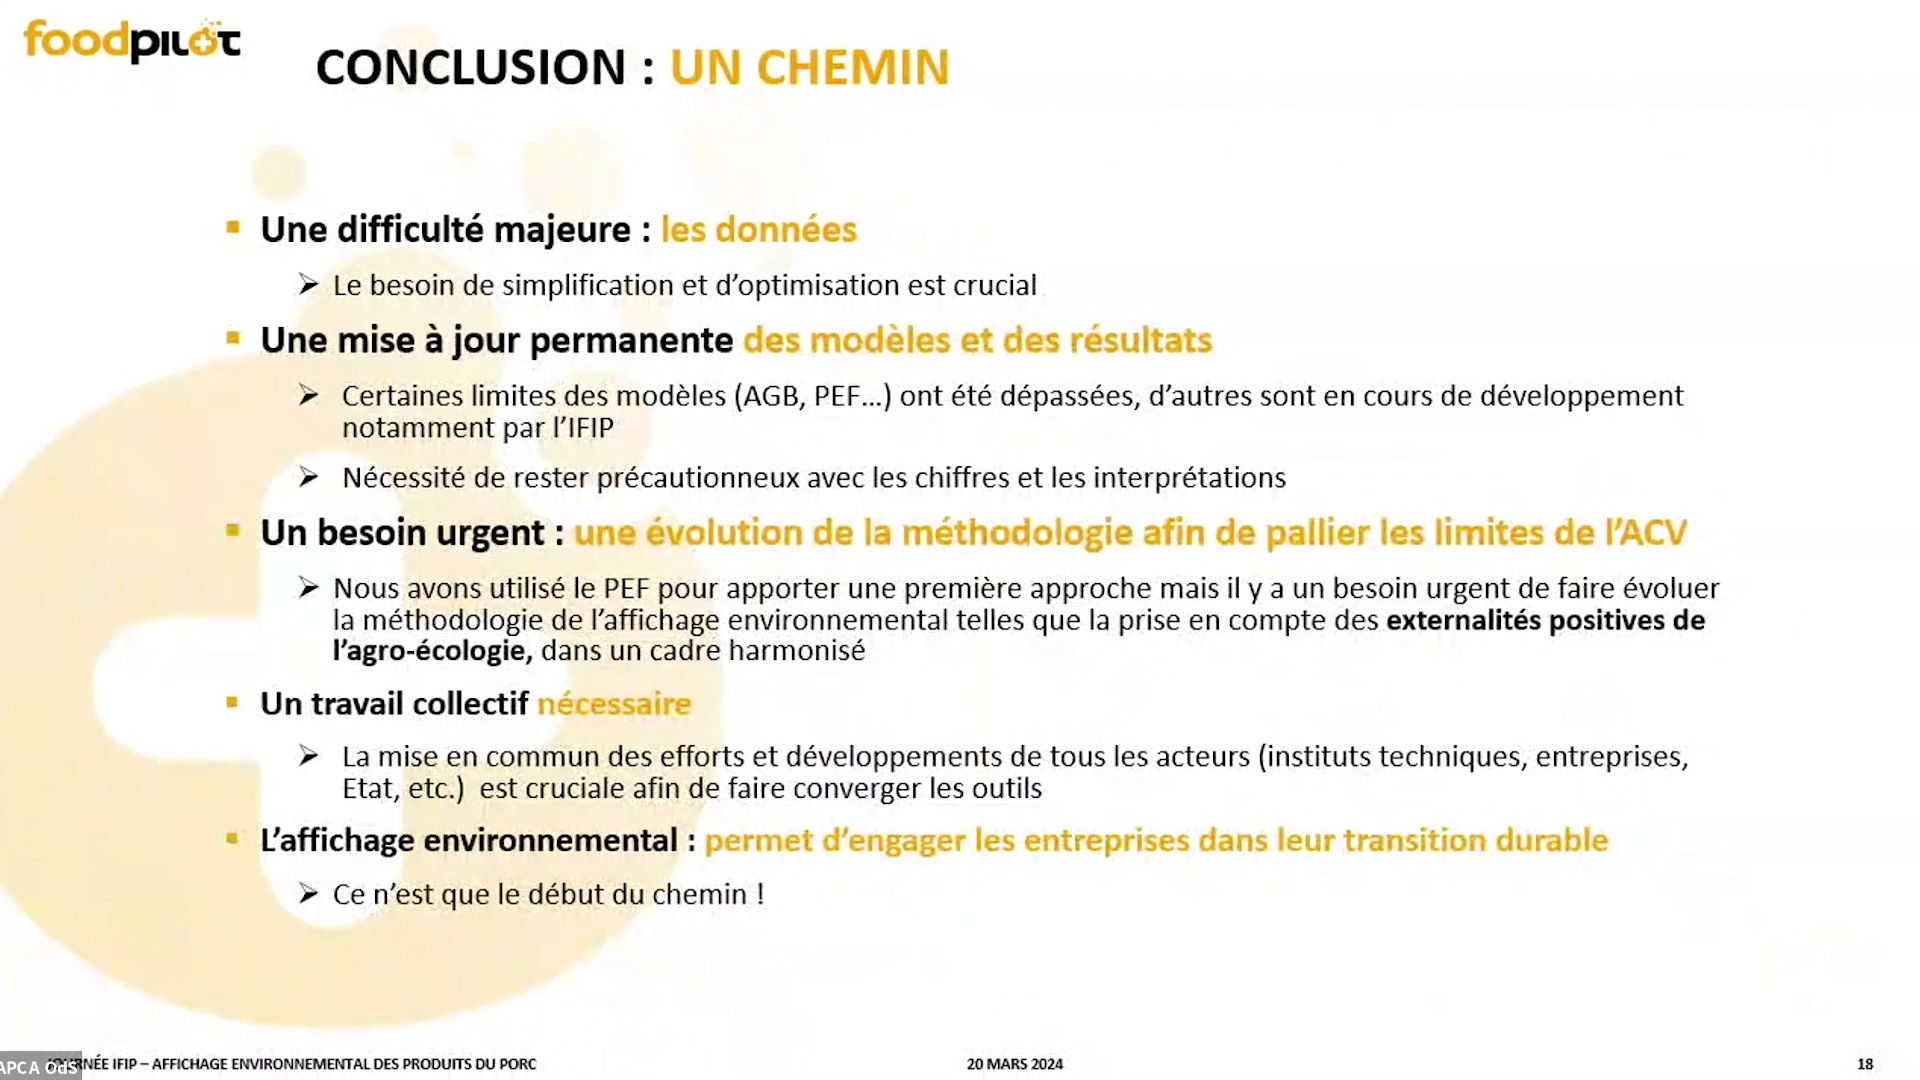 foodpilot
CONCLUSION : UN CHEMIN
Une difficulté majeure : les données
Le besoin de simplification et d’optimisation est crucial
Une mise à jour permanente des modèles et des résultats
Certaines limites des modèles (AGB, PEF…) ont été dépassées, d’autres sont en cours de développement
notamment par l’IFIP
Nécessité de rester précautionneux avec les chiffres et les interprétations
Un besoin urgent : une évolution de la méthodologie afin de pallier les limites de l’ACV
Nous avons utilisé le PEF pour apporter une première approche mais il y a un besoin urgent de faire évoluer
la méthodologie de l’affichage environnemental telles que la prise en compte des externalités positives de
l’agro-écologie, dans un cadre harmonisé
Un travail collectif nécessaire
La mise en commun des efforts et développements de tous les acteurs (instituts techniques, entreprises,
Etat, etc.) est cruciale afin de faire converger les outils
L’affichage environnemental : permet d’engager les entreprises dans leur transition durable
Ce n’est que le début du chemin !
JOURNÉE IFIP – AFFICHAGE ENVIRONNEMENTAL DES PRODUITS DU PORC
20 MARS 2024
18
APCA OdS